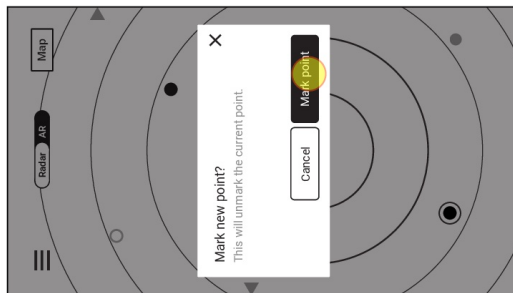 Radar AR
Map
Mark new point?
This will unmark the current point.
Cancel
Mark point